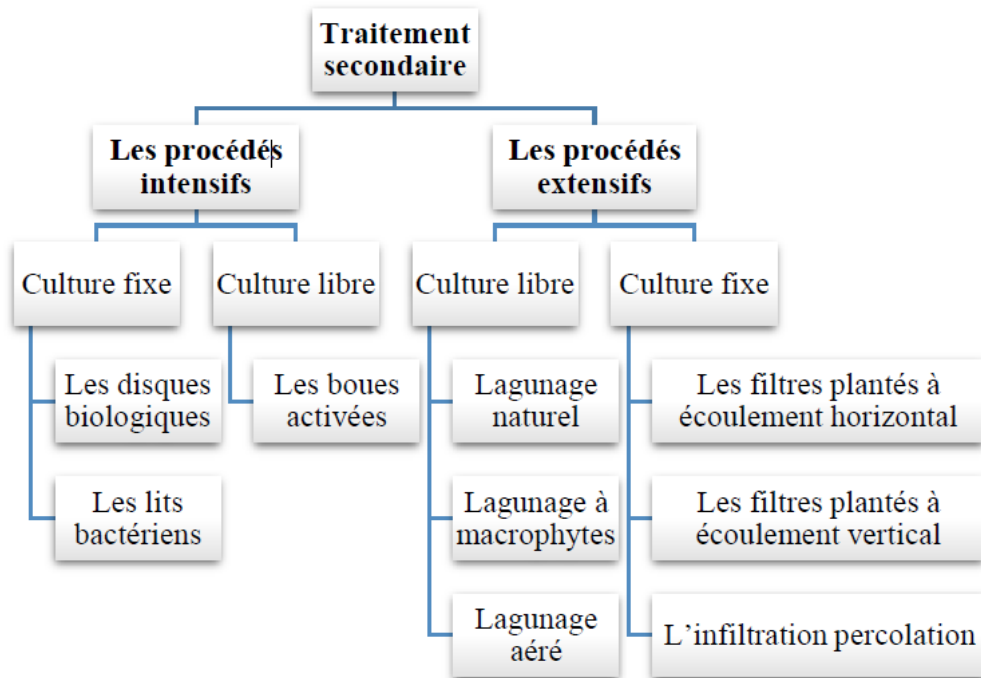 Traitement
secondaire
Les procédés
intensifs
Les procédés
extensifs
Culture fixe
Culture libre
Culture libre
Culture fixe
Les disques
biologiques
Les boues
activées
Lagunage
naturel
Les filtres plantés à
écoulement horizontal
Les lits
bactériens
Lagunage à
macrophytes
Les filtres plantés à
écoulement vertical
Lagunage
aéré
L’infiltration percolation